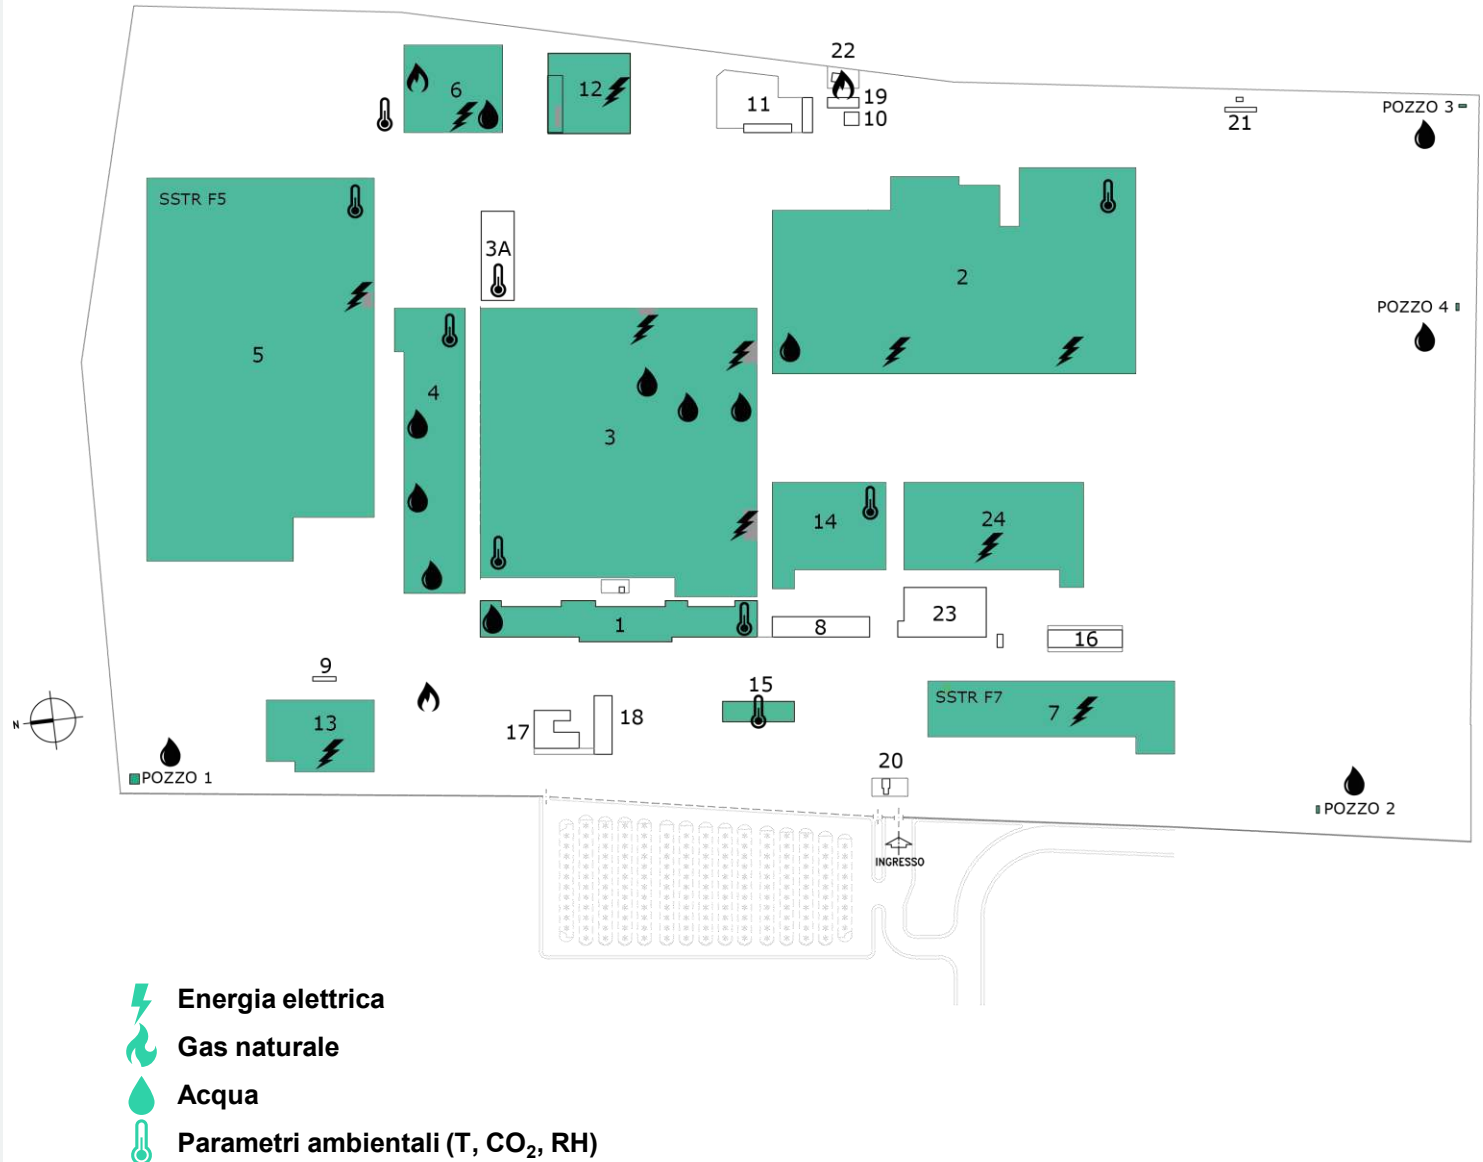 22
6
12
11
19
10
21
POZZO 3
SSTR F5
3A
2
POZZO 4
5
4
3
14
24
1
8
23
16
9
15
SSTR F7
7
13
17
18
N
20
POZZO 1
POZZO 2
INGRESSO
Energia elettrica
Gas naturale
Acqua
Parametri ambientali (T, CO₂, RH)